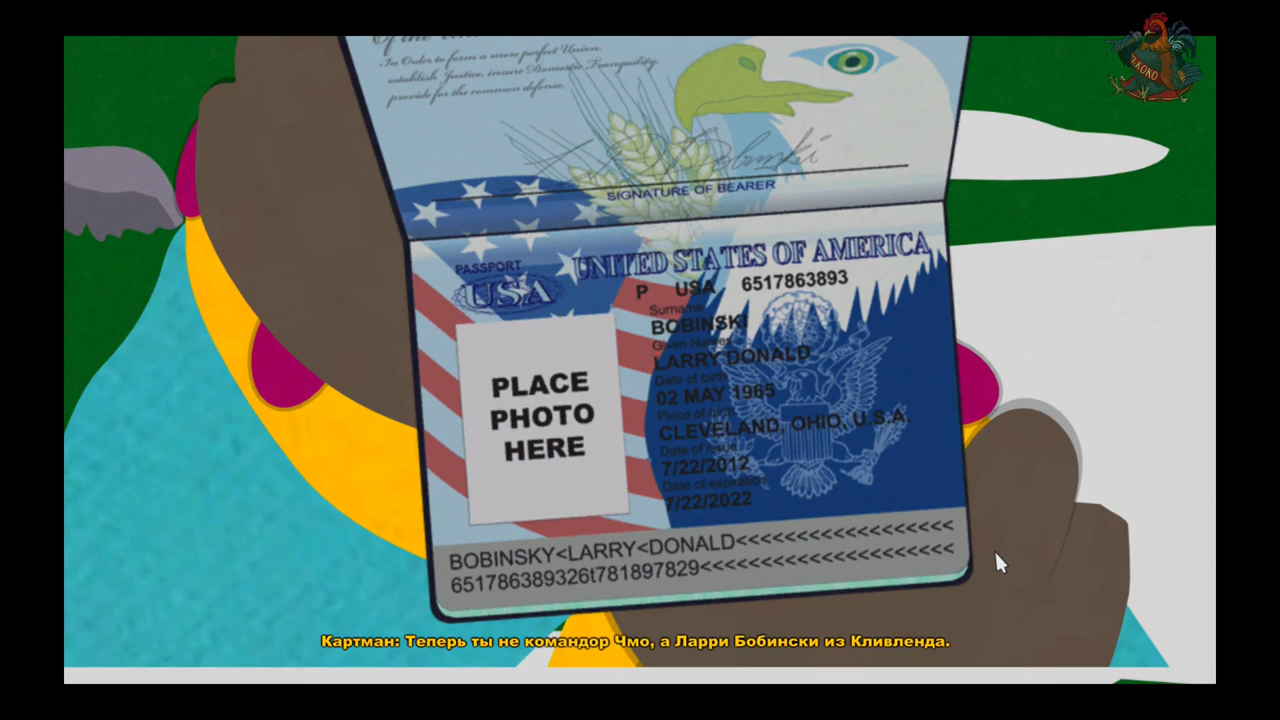 Of the
In Order to form a more perfect Union,
establish Justice, insure Domestic Tranquility,
provide for the common defense,
SIGNATURE OF BEARER
PASSPORT
USA
UNITED STATES OF AMERICA
P USA 6517863893
Surname
BOBINSKI
Given Names
LARRY DONALD
Date of birth
02 MAY 1965
Place of birth
CLEVELAND, OHIO, U.S.A.
Date of issue
7/22/2012
Date of expiration
7/22/2022
PLACE
PHOTO
HERE
BOBINSKY<LARRY<DONALD<<<<<<<<<<<<<<<<<<<
651786389326t781897829<<<<<<<<<<<<<<<<<<<<<<
Картман: Теперь ты не командор Чмо, а Ларри Бобински из Кливленда.